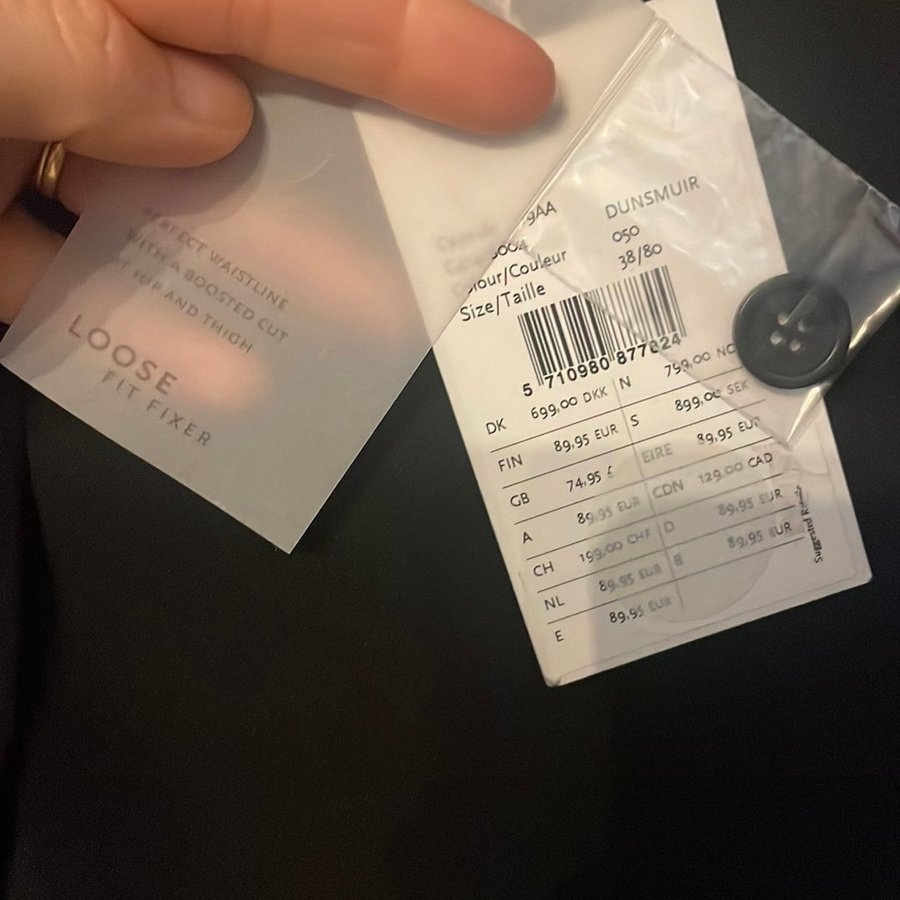 PERFECT WAISTLINE
WITH A BOOSTED CUT
HIP AND THIGH
LOOSE
FIT FIXER
9AA DUNSMUIR
050
Colour/Couleur 38/80
Size/Taille
5 710980 877824
DK 699,00 DKK N 799,00
FIN 89,95 EUR S 899,00 SEK
GB 74,95 £ EIRE 89,95 EUR
A 89,95 EUR CDN 129,00 CAD
CH 199,00 CHF D 89,95 EUR
NL 89,95 EUR B 89,95 EUR
E 89,95 EUR
Suggested